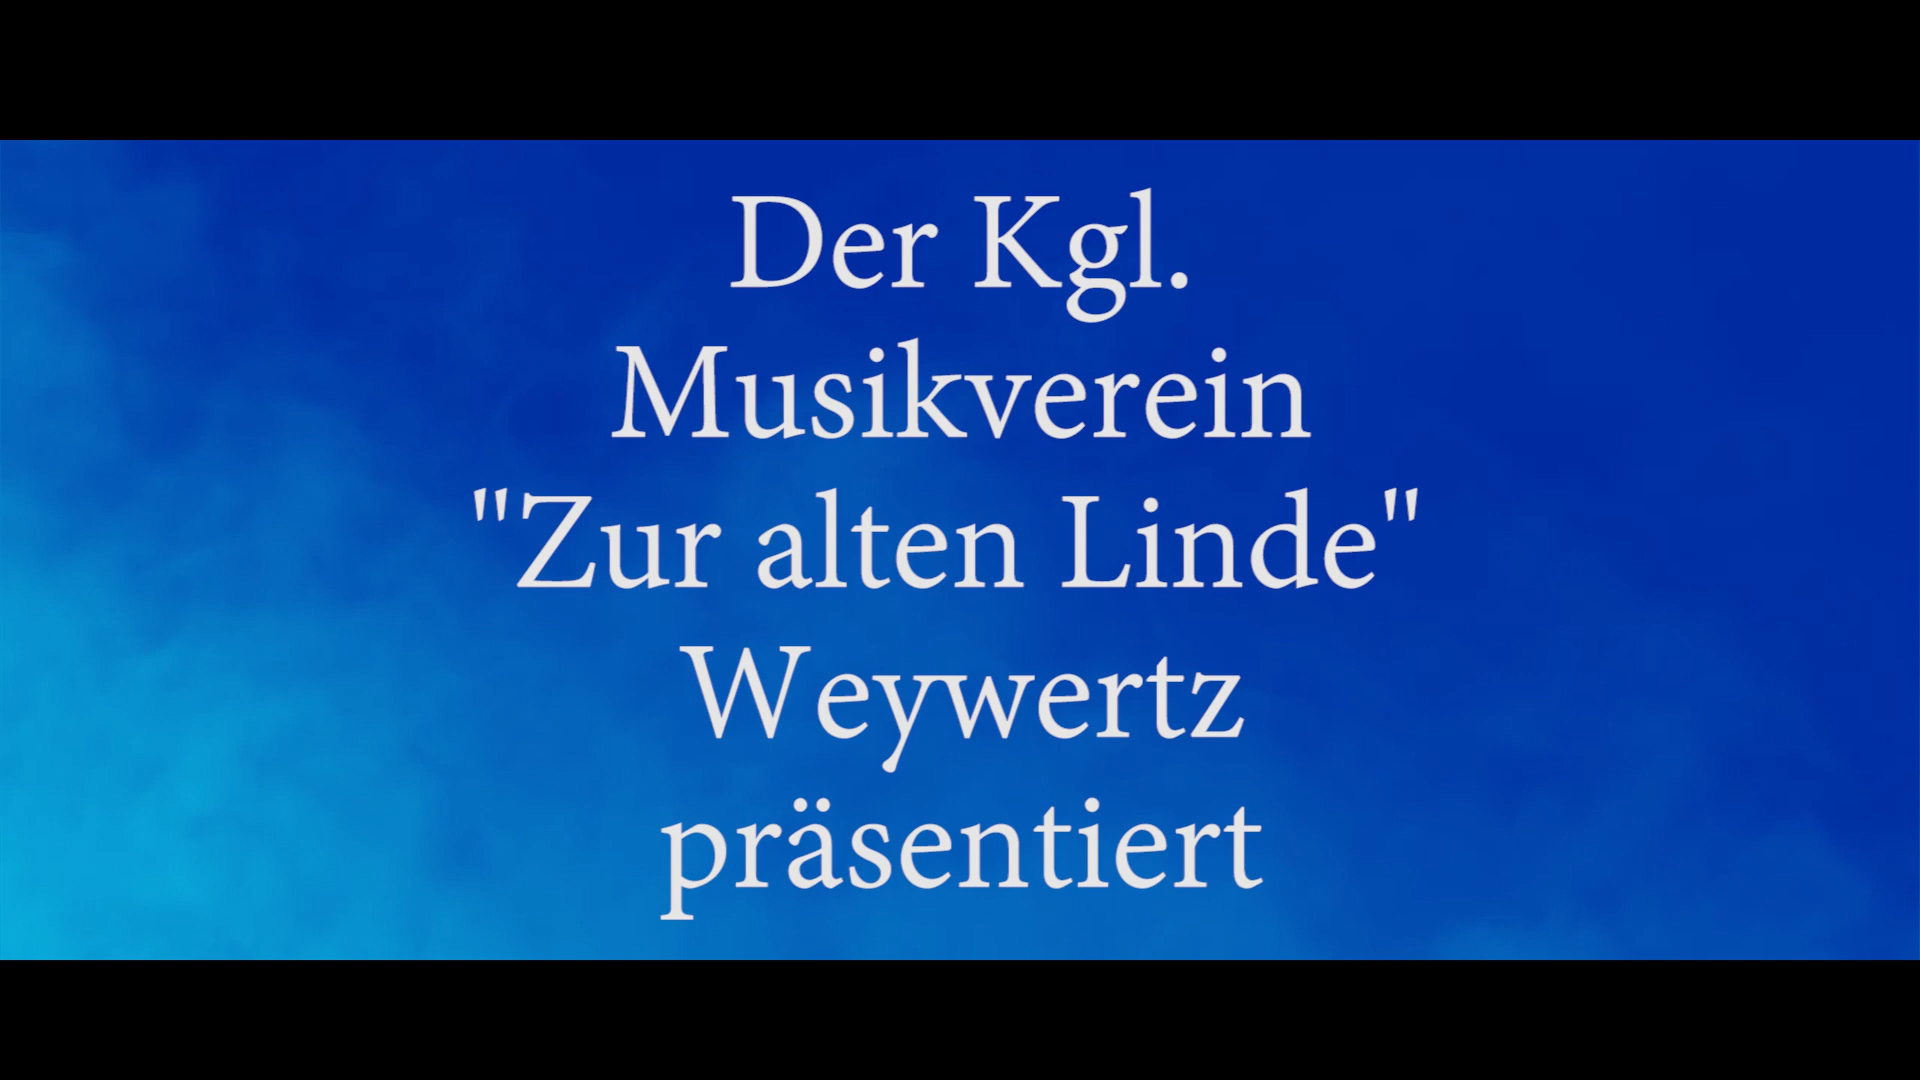 Der Kgl.
Musikverein
"Zur alten Linde"
Weywertz
präsentiert